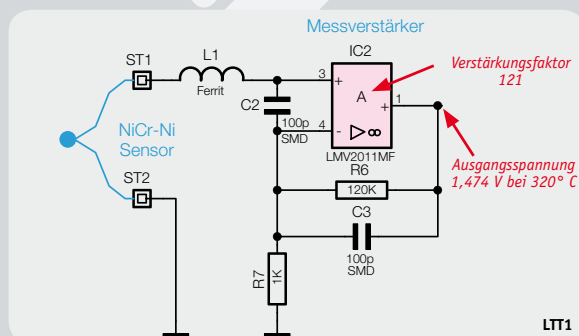 Messverstärker
ST1
L1
Ferrit
IC2
Verstärkungsfaktor
121
3
+
A
1
+
C2
100p
SMD
4
-
∞
LMV2011MF
NiCr-Ni
Sensor
ST2
R6
120K
Ausgangsspannung
1,474 V bei 320° C
C3
100p
SMD
R7
1K
LTT1